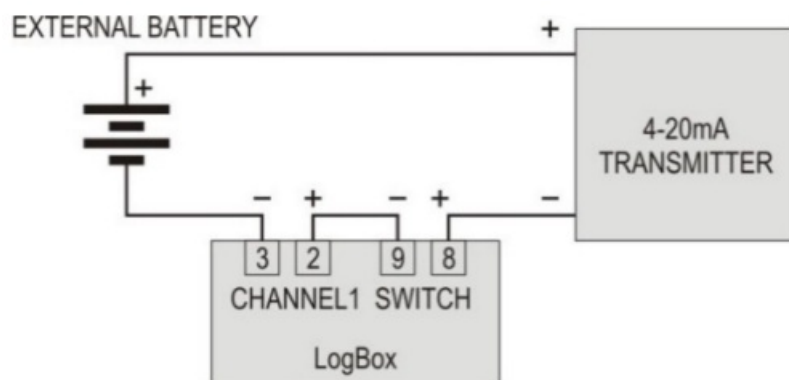 EXTERNAL BATTERY
+
+
4-20mA
TRANSMITTER
− + − + −
3 2 9 8
CHANNEL1 SWITCH
LogBox